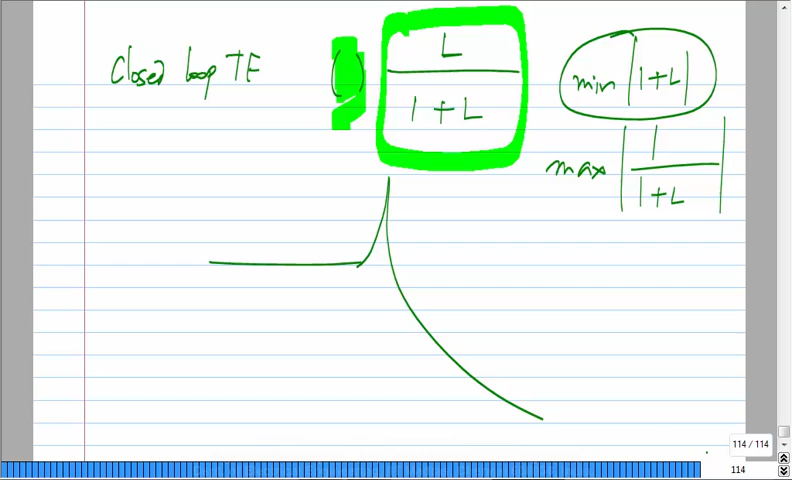 Closed loop TF ( ) L / 1 + L
min |1+L|
max |1 / 1+L|
114 / 114
114